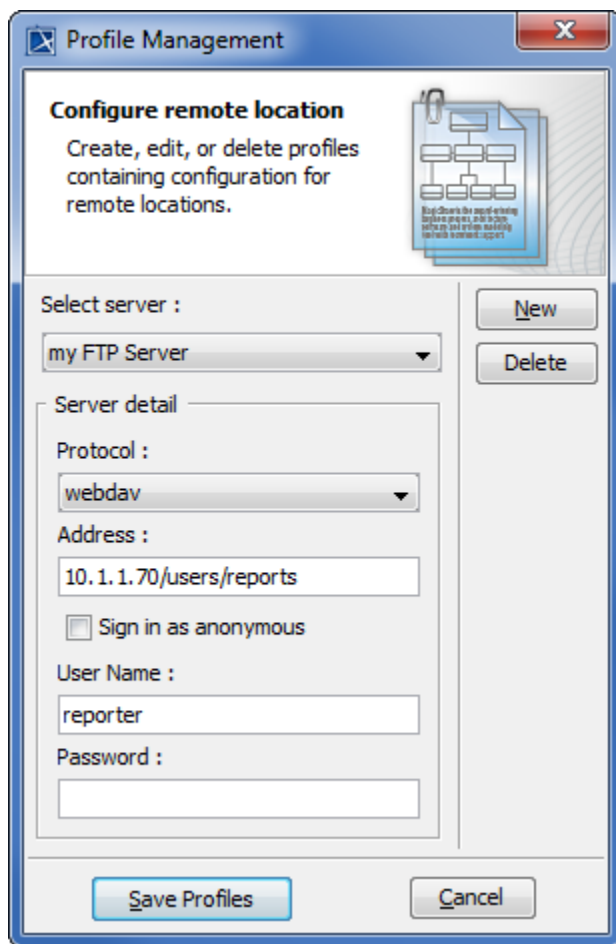 Profile Management
Configure remote location
Create, edit, or delete profiles
containing configuration for
remote locations.
Select server :
my FTP Server
New
Delete
Server detail
Protocol :
webdav
Address :
10.1.1.70/users/reports
Sign in as anonymous
User Name :
reporter
Password :
Save Profiles
Cancel